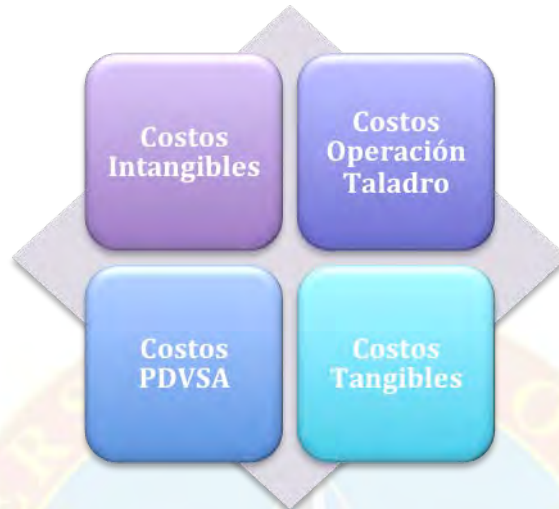 Costos
Intangibles
Costos
Operación
Taladro
Costos
PDVSA
Costos
Tangibles